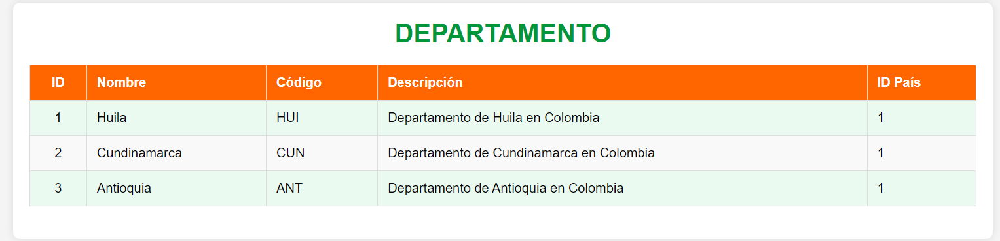 DEPARTAMENTO
ID Nombre Código Descripción ID País
1 Huila HUI Departamento de Huila en Colombia 1
2 Cundinamarca CUN Departamento de Cundinamarca en Colombia 1
3 Antioquia ANT Departamento de Antioquia en Colombia 1